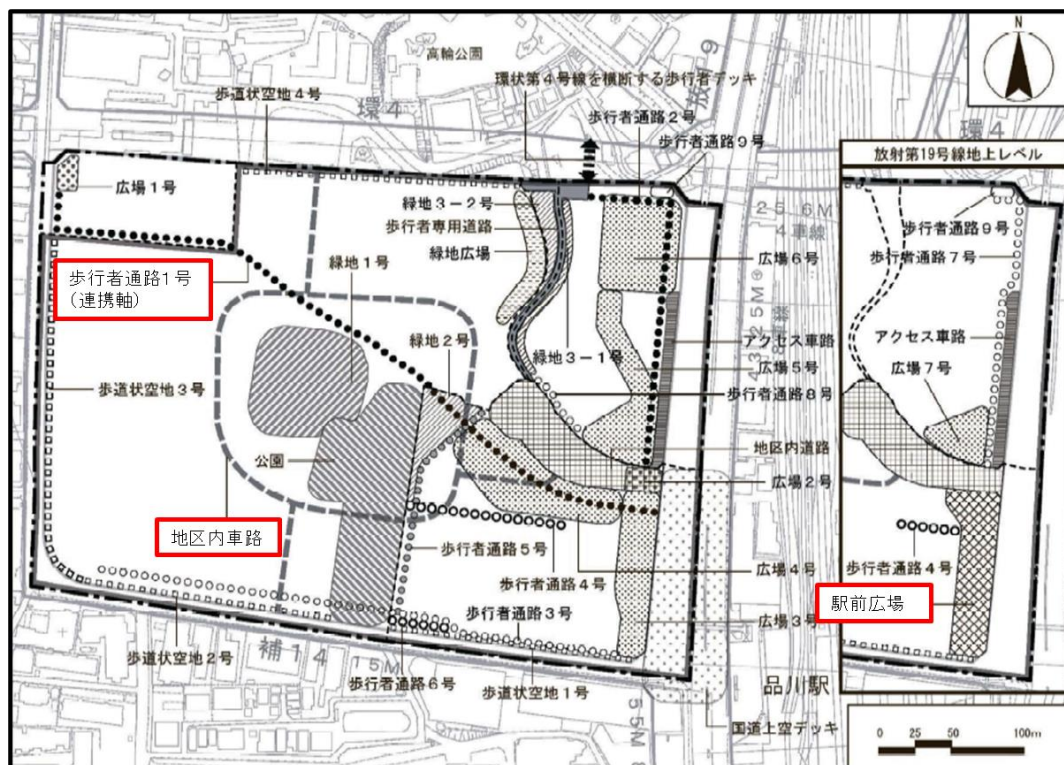 高輪公園
N
環状第4号線を横断する歩行者デッキ
歩道状空地4号
環4
放19
歩行者通路2号
歩行者通路9号
環4
放射第19号線地上レベル
広場1号
緑地3-2号
歩行者専用道路
緑地広場
25.6M
4車線
歩行者通路9号
歩行者通路7号
歩行者通路1号
(連携軸)
緑地1号
広場6号
アクセス車路
アクセス車路
緑地2号
緑地3-1号
広場5号
広場7号
歩道状空地3号
歩行者通路8号
地区内道路
公園
広場2号
地区内車路
歩行者通路5号
歩行者通路4号
広場4号
歩行者通路4号
駅前広場
歩行者通路3号
広場3号
歩道状空地2号
補14
15M
歩行者通路6号
歩道状空地1号
品川駅
国道上空デッキ
55M
0 25 50 100m